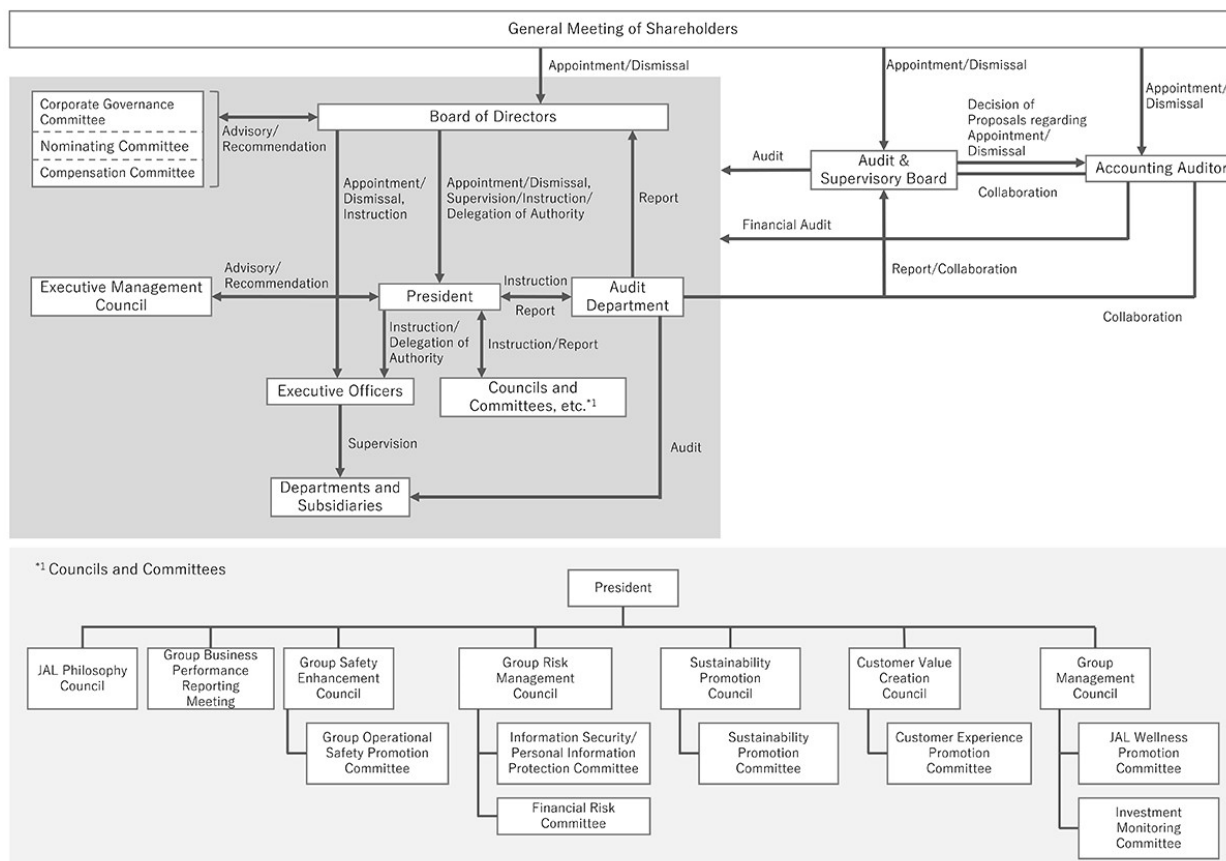 General Meeting of Shareholders
Appointment/Dismissal
Appointment/Dismissal
Appointment/
Dismissal
Corporate Governance
Committee
Nominating Committee
Compensation Committee
Advisory/
Recommendation
Board of Directors
Decision of
Proposals regarding
Appointment/
Dismissal
Audit
Audit &
Supervisory Board
Accounting Auditor
Collaboration
Appointment/
Dismissal,
Instruction
Appointment/Dismissal,
Supervision/Instruction/
Delegation of Authority
Report
Financial Audit
Report/Collaboration
Executive Management
Council
Advisory/
Recommendation
President
Instruction
Report
Audit
Department
Collaboration
Instruction/
Delegation of
Authority
Instruction/Report
Executive Officers
Councils and
Committees, etc.*1
Supervision
Audit
Departments and
Subsidiaries
*1 Councils and Committees
President
JAL Philosophy
Council
Group Business
Performance
Reporting
Meeting
Group Safety
Enhancement
Council
Group Risk
Management
Council
Sustainability
Promotion Council
Customer Value
Creation Council
Group
Management
Council
Group Operational
Safety Promotion
Committee
Information Security/
Personal Information
Protection Committee
Sustainability
Promotion
Committee
Customer Experience
Promotion
Committee
JAL Wellness
Promotion
Committee
Financial Risk
Committee
Investment
Monitoring
Committee